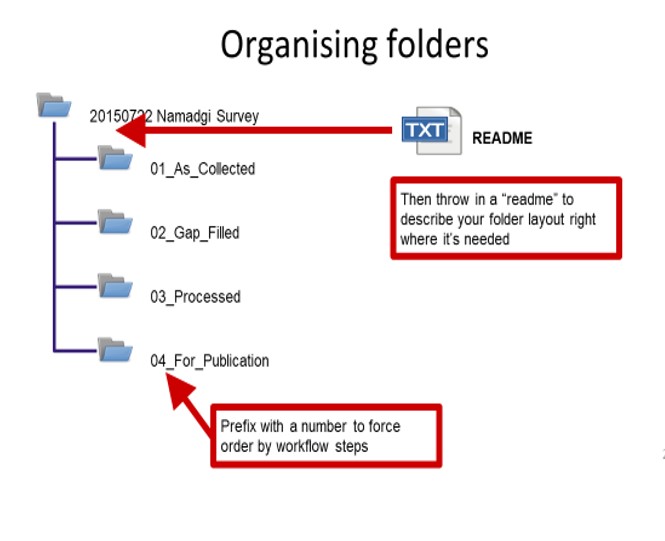 Organising folders
20150722 Namadgi Survey
TXT
README
01_As_Collected
Then throw in a “readme” to
describe your folder layout right
where it’s needed
02_Gap_Filled
03_Processed
04_For_Publication
Prefix with a number to force
order by workflow steps